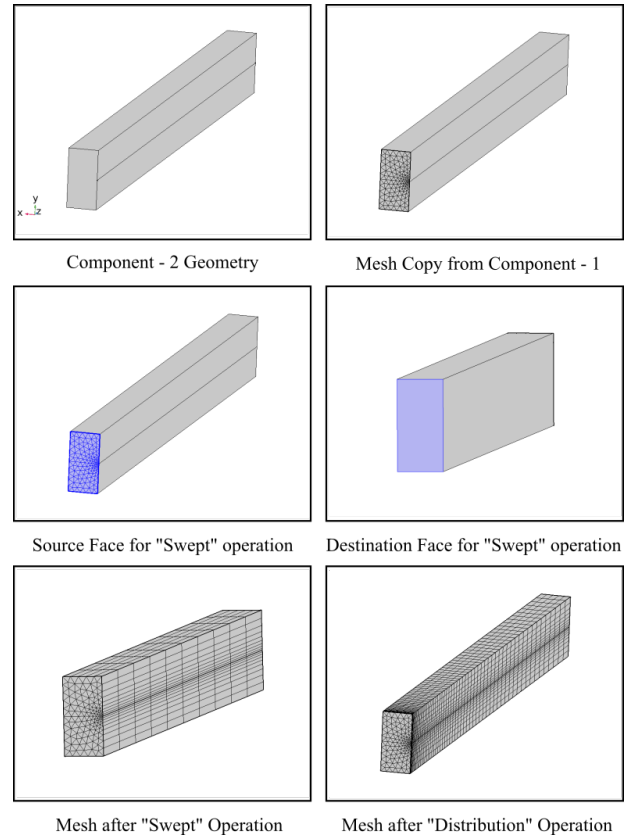 y
x z
Component - 2 Geometry
Mesh Copy from Component - 1
Source Face for "Swept" operation
Destination Face for "Swept" operation
Mesh after "Swept" Operation
Mesh after "Distribution" Operation